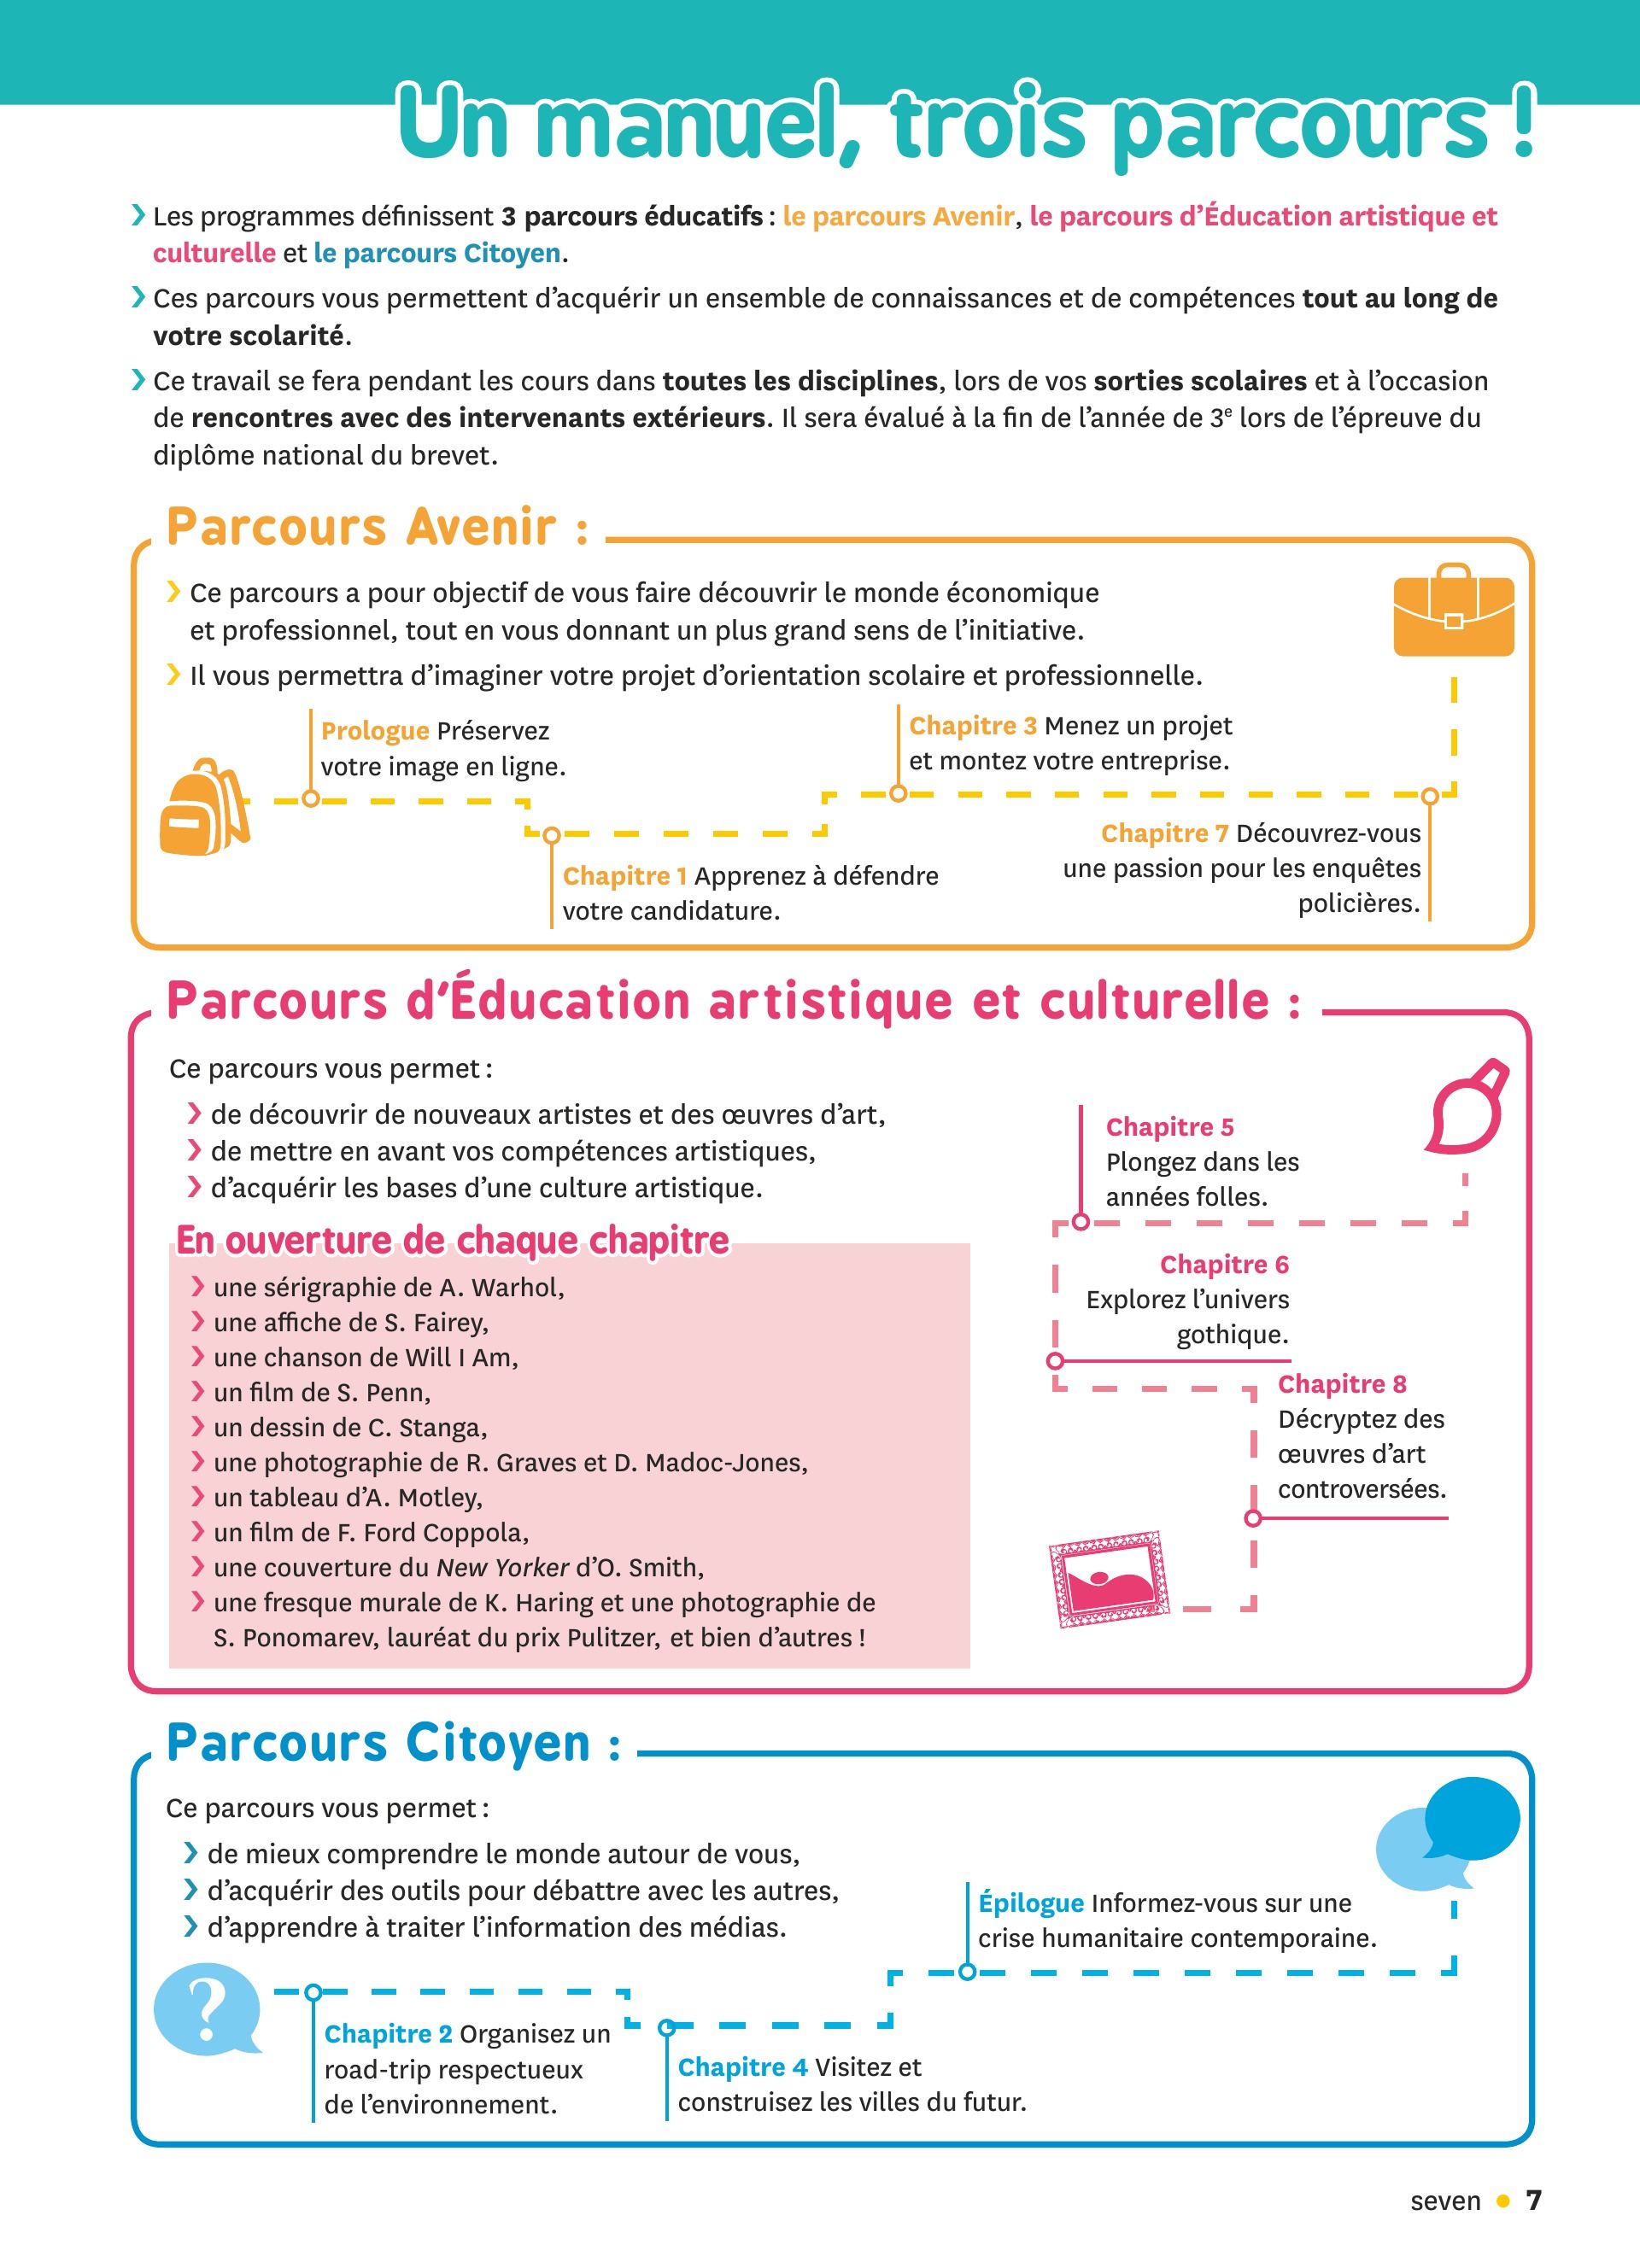 Un manuel, trois parcours !
❯ Les programmes définissent 3 parcours éducatifs : le parcours Avenir, le parcours d’Éducation artistique et
culturelle et le parcours Citoyen.
❯ Ces parcours vous permettent d’acquérir un ensemble de connaissances et de compétences tout au long de
votre scolarité.
❯ Ce travail se fera pendant les cours dans toutes les disciplines, lors de vos sorties scolaires et à l’occasion
de rencontres avec des intervenants extérieurs. Il sera évalué à la fin de l’année de 3e lors de l’épreuve du
diplôme national du brevet.
Parcours Avenir :
❯ Ce parcours a pour objectif de vous faire découvrir le monde économique
et professionnel, tout en vous donnant un plus grand sens de l’initiative.
❯ Il vous permettra d’imaginer votre projet d’orientation scolaire et professionnelle.
Prologue Préservez
votre image en ligne.
Chapitre 1 Apprenez à défendre
votre candidature.
Chapitre 3 Menez un projet
et montez votre entreprise.
Chapitre 7 Découvrez-vous
une passion pour les enquêtes
policières.
Parcours d’Éducation artistique et culturelle :
Ce parcours vous permet :
❯ de découvrir de nouveaux artistes et des œuvres d’art,
❯ de mettre en avant vos compétences artistiques,
❯ d’acquérir les bases d’une culture artistique.
En ouverture de chaque chapitre
❯ une sérigraphie de A. Warhol,
❯ une affiche de S. Fairey,
❯ une chanson de Will I Am,
❯ un film de S. Penn,
❯ un dessin de C. Stanga,
❯ une photographie de R. Graves et D. Madoc-Jones,
❯ un tableau d’A. Motley,
❯ un film de F. Ford Coppola,
❯ une couverture du New Yorker d’O. Smith,
❯ une fresque murale de K. Haring et une photographie de
S. Ponomarev, lauréat du prix Pulitzer, et bien d’autres !
Chapitre 5
Plongez dans les
années folles.
Chapitre 6
Explorez l’univers
gothique.
Chapitre 8
Décryptez des
œuvres d’art
controversées.
Parcours Citoyen :
Ce parcours vous permet :
❯ de mieux comprendre le monde autour de vous,
❯ d’acquérir des outils pour débattre avec les autres,
❯ d’apprendre à traiter l’information des médias.
?
Chapitre 2 Organisez un
road-trip respectueux
de l’environnement.
Chapitre 4 Visitez et
construisez les villes du futur.
Épilogue Informez-vous sur une
crise humanitaire contemporaine.
seven • 7